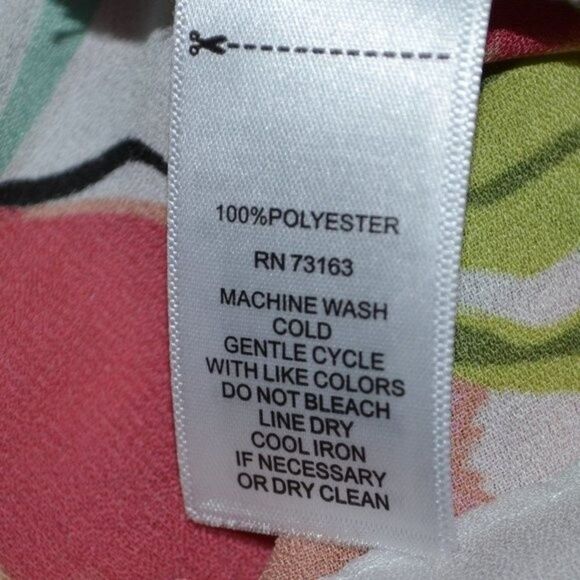 100%POLYESTER
RN 73163
MACHINE WASH
COLD
GENTLE CYCLE
WITH LIKE COLORS
DO NOT BLEACH
LINE DRY
COOL IRON
IF NECESSARY
OR DRY CLEAN